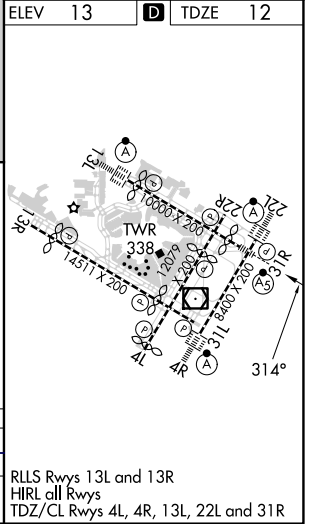 ELEV 13 D TDZE 12
A
13L
P
10000 X 200
22R
A
22L
13R
P
TWR
338
12079 X 200
P
P
31R
A5
14511 X 200
P
8400 X 200
P
4L
4R
31L
A
314°
RLLS Rwys 13L and 13R
HIRL all Rwys
TDZ/CL Rwys 4L, 4R, 13L, 22L and 31R